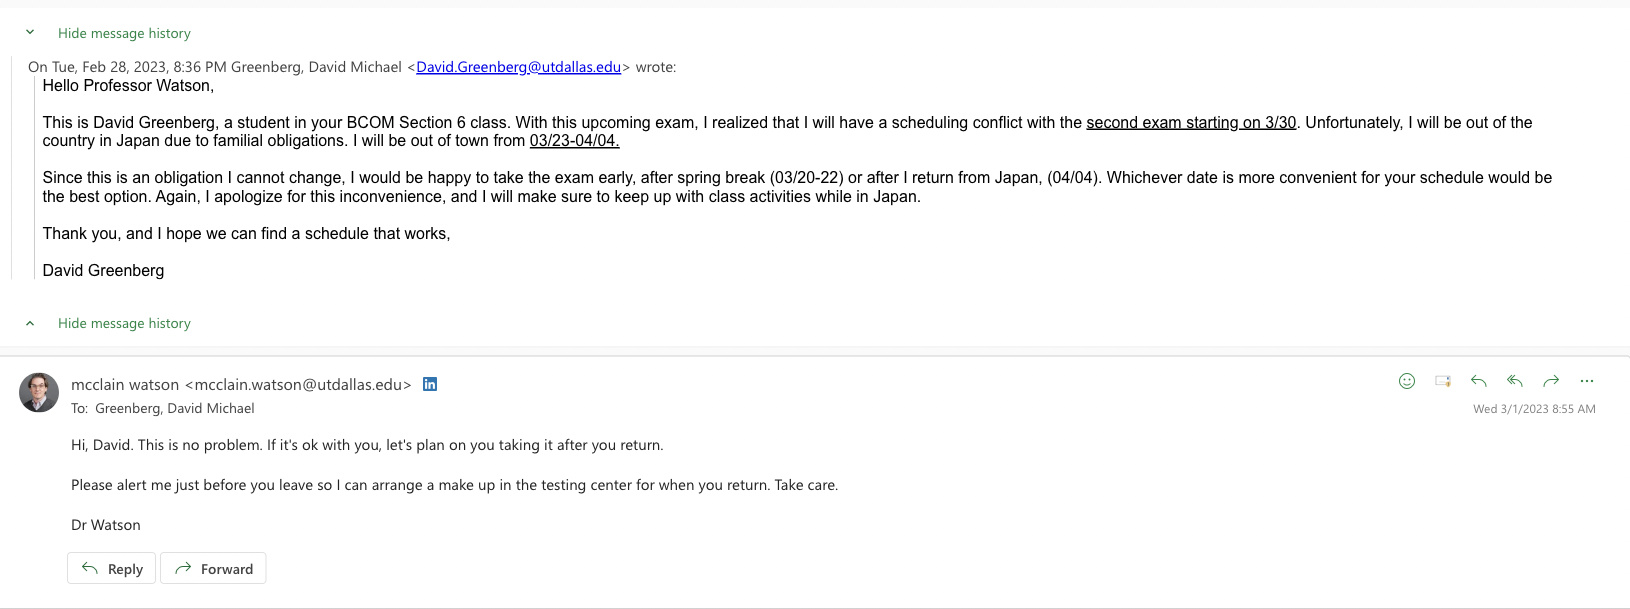 Hide message history
On Tue, Feb 28, 2023, 8:36 PM Greenberg, David Michael <David.Greenberg@utdallas.edu> wrote:
Hello Professor Watson,
This is David Greenberg, a student in your BCOM Section 6 class. With this upcoming exam, I realized that I will have a scheduling conflict with the second exam starting on 3/30. Unfortunately, I will be out of the
country in Japan due to familial obligations. I will be out of town from 03/23-04/04.
Since this is an obligation I cannot change, I would be happy to take the exam early, after spring break (03/20-22) or after I return from Japan, (04/04). Whichever date is more convenient for your schedule would be
the best option. Again, I apologize for this inconvenience, and I will make sure to keep up with class activities while in Japan.
Thank you, and I hope we can find a schedule that works,
David Greenberg
Hide message history
mcclain watson <mcclain.watson@utdallas.edu> in
To: Greenberg, David Michael
Wed 3/1/2023 8:55 AM
Hi, David. This is no problem. If it's ok with you, let's plan on you taking it after you return.
Please alert me just before you leave so I can arrange a make up in the testing center for when you return. Take care.
Dr Watson
Reply Forward